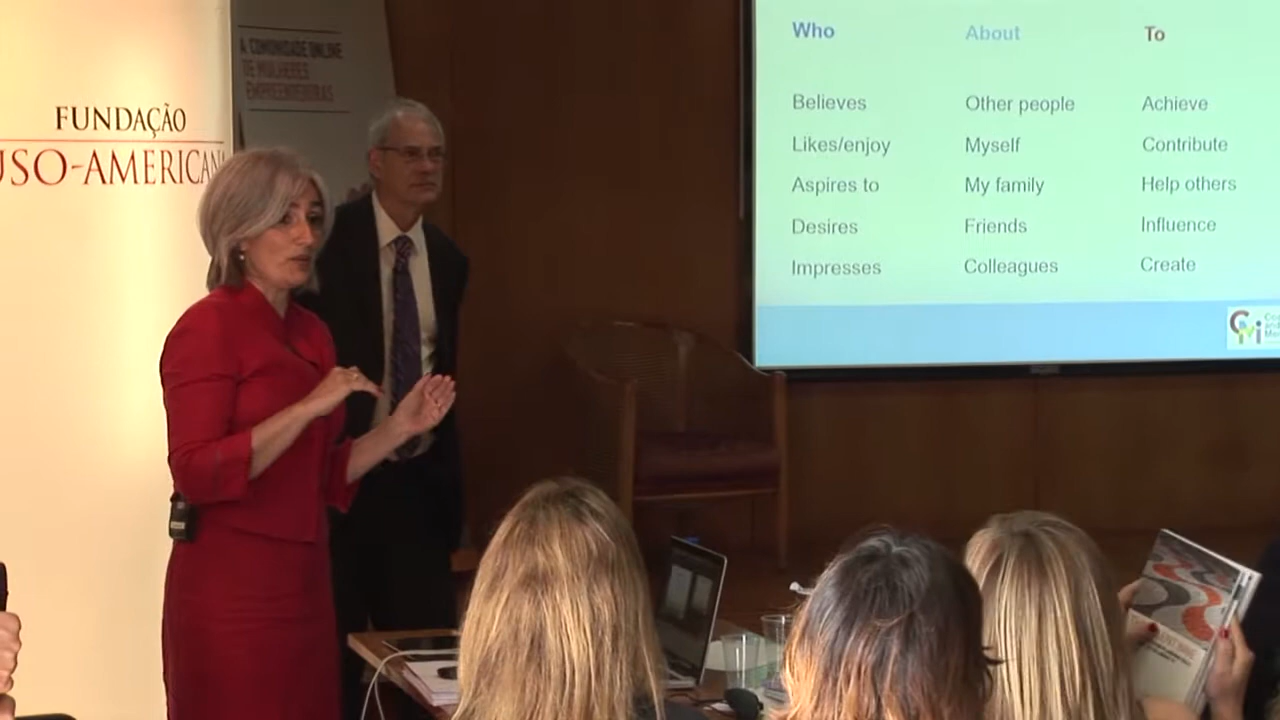 FUNDAÇÃO
USO-AMERICANA
A COMUNIDADE ONLINE
DE MULHERES
EMPREENDEDORAS
Who About To
Believes Other people Achieve
Likes/enjoy Myself Contribute
Aspires to My family Help others
Desires Friends Influence
Impresses Colleagues Create